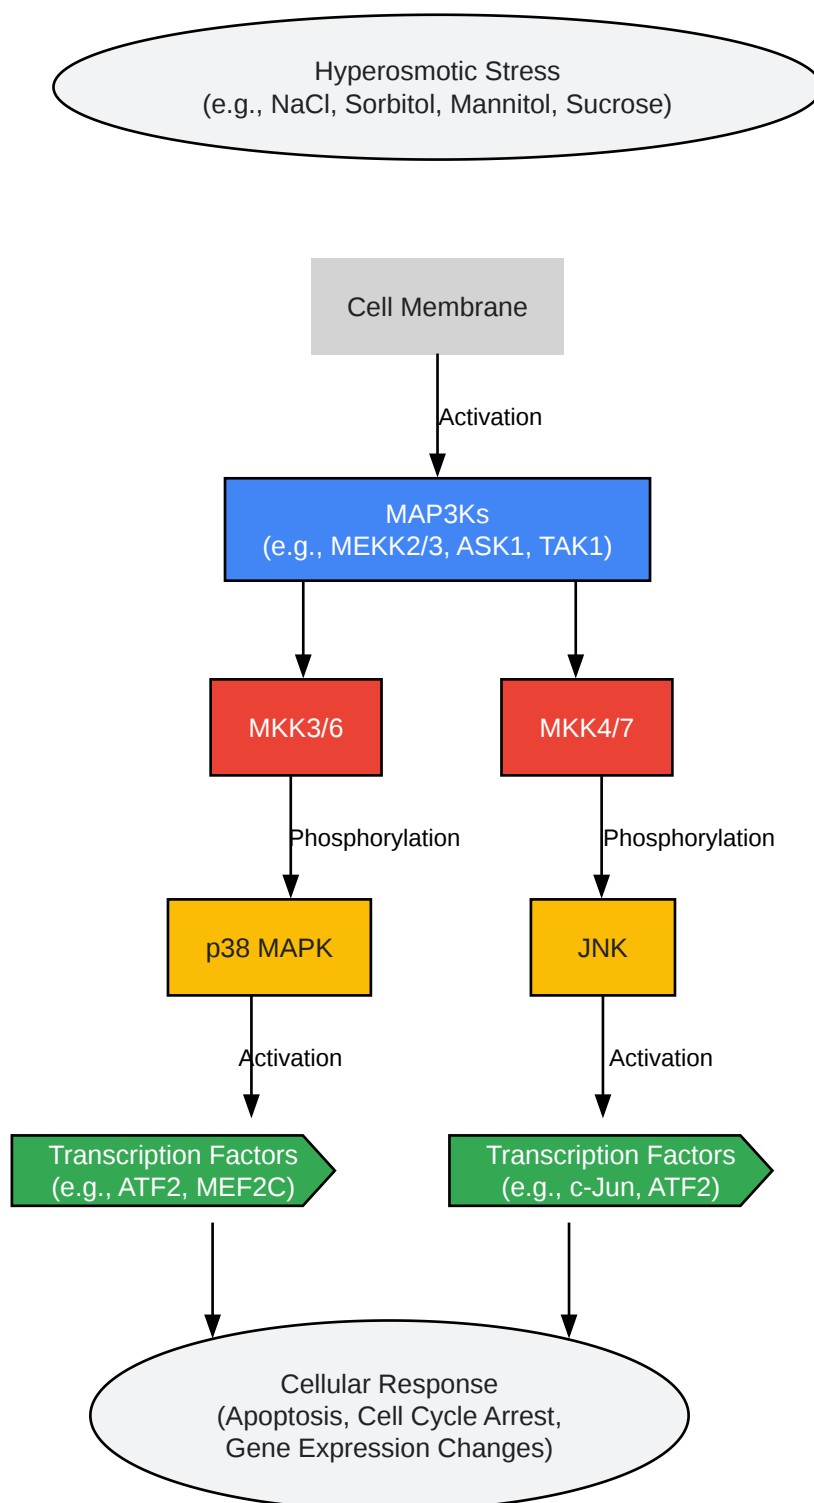 Hyperosmotic Stress
(e.g., NaCl, Sorbitol, Mannitol, Sucrose)
Cell Membrane
Activation
MAP3Ks
(e.g., MEKK2/3, ASK1, TAK1)
MKK3/6
MKK4/7
Phosphorylation
Phosphorylation
p38 MAPK
JNK
Activation
Activation
Transcription Factors
(e.g., ATF2, MEF2C)
Transcription Factors
(e.g., c-Jun, ATF2)
Cellular Response
(Apoptosis, Cell Cycle Arrest,
Gene Expression Changes)